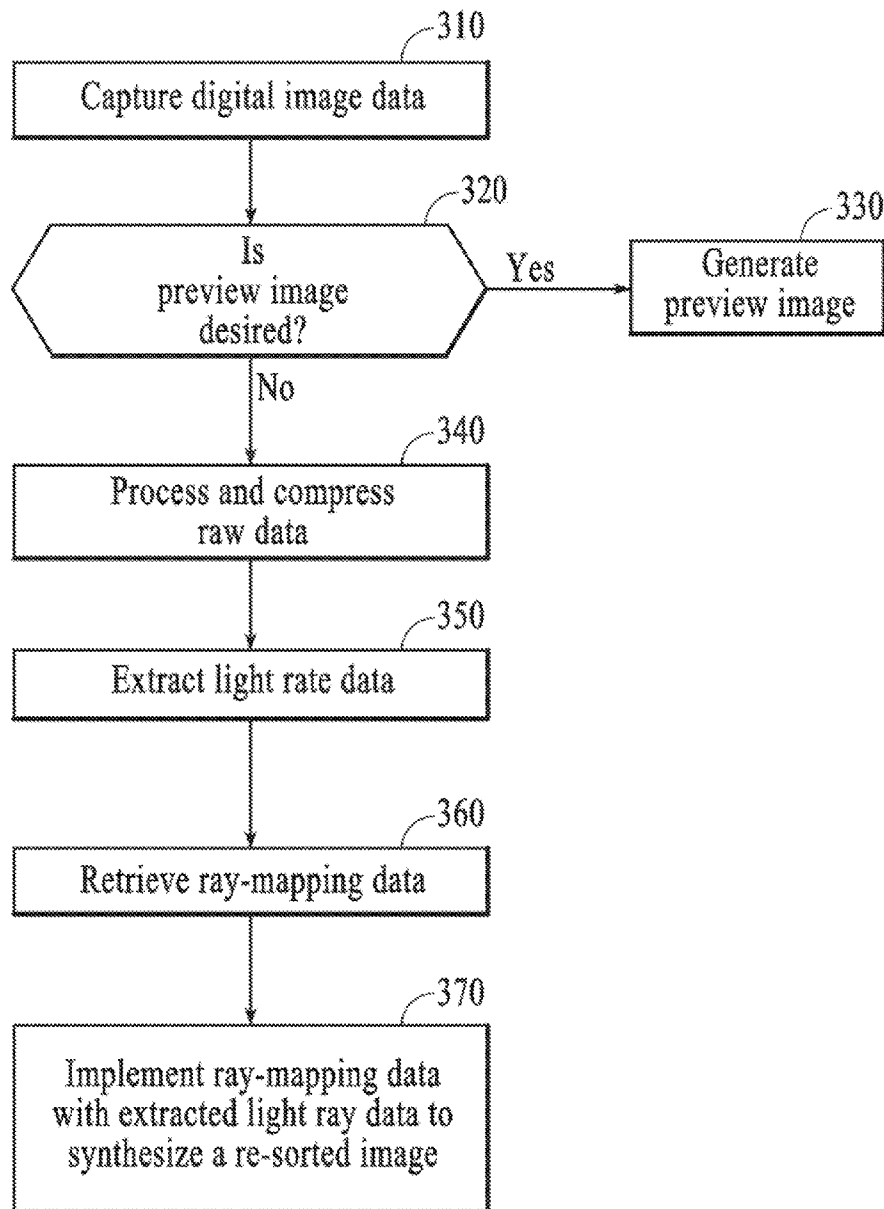 310
Capture digital image data
320
Is
preview image
desired?
Yes
330
Generate
preview image
No
340
Process and compress
raw data
350
Extract light rate data
360
Retrieve ray-mapping data
370
Implement ray-mapping data
with extracted light ray data to
synthesize a re-sorted image